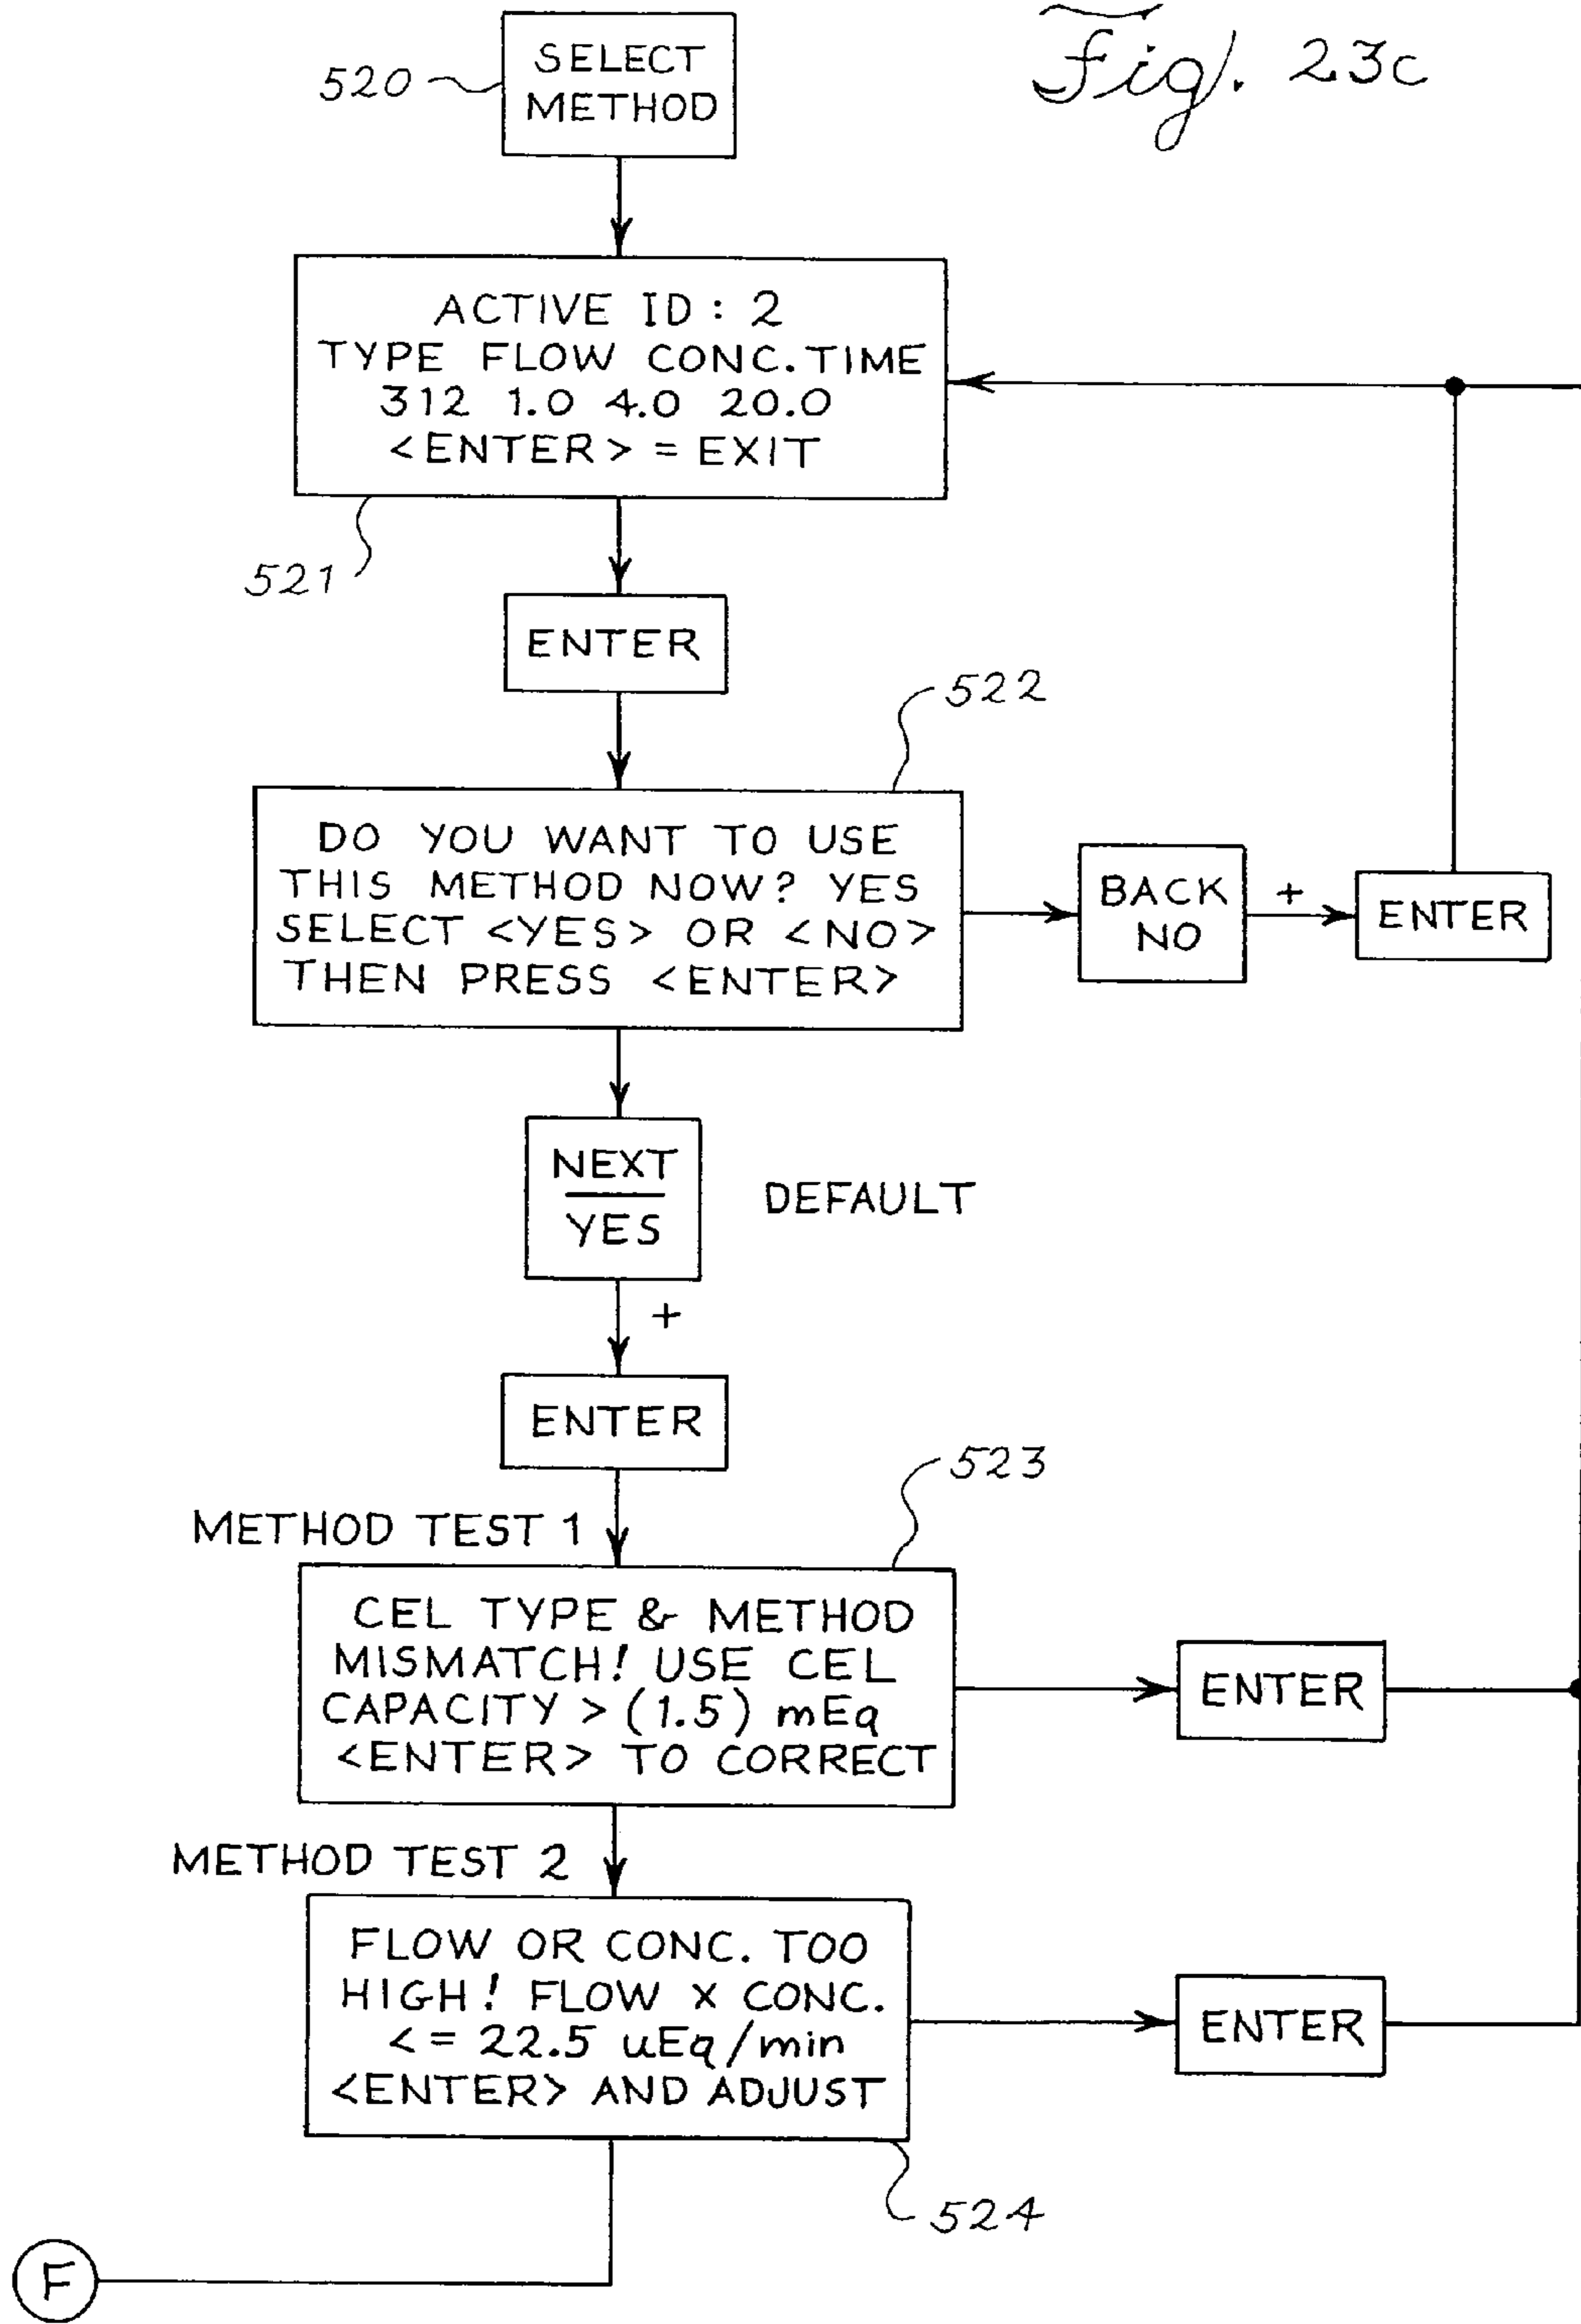 Fig. 23c
520
SELECT
METHOD
ACTIVE ID : 2
TYPE FLOW CONC. TIME
312 1.0 4.0 20.0
<ENTER> = EXIT
521
ENTER
522
DO YOU WANT TO USE
THIS METHOD NOW? YES
SELECT <YES> OR <NO>
THEN PRESS <ENTER>
BACK
NO
+
ENTER
NEXT
YES
DEFAULT
+
ENTER
523
METHOD TEST 1
CEL TYPE & METHOD
MISMATCH! USE CEL
CAPACITY > (1.5) mEq
<ENTER> TO CORRECT
ENTER
METHOD TEST 2
FLOW OR CONC. TOO
HIGH! FLOW X CONC.
<= 22.5 uEq/min
<ENTER> AND ADJUST
ENTER
524
F